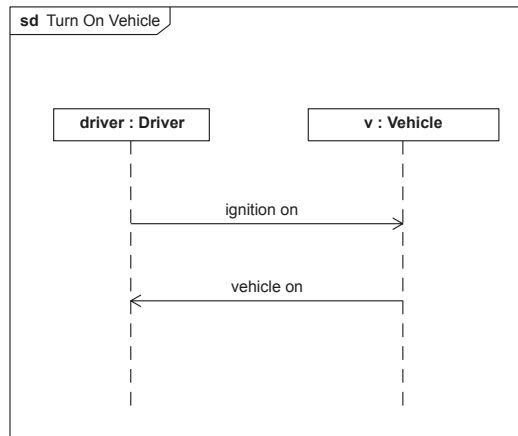 sd Turn On Vehicle
driver : Driver
v : Vehicle
ignition on
vehicle on